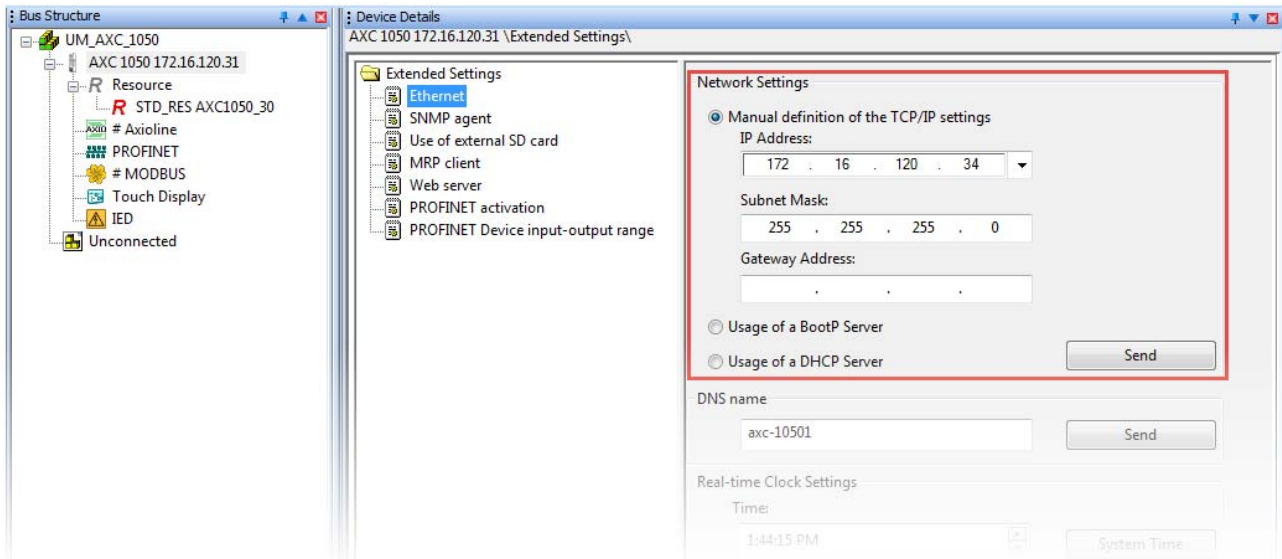 Bus Structure
UM_AXC_1050
AXC 1050 172.16.120.31
R Resource
R STD_RES AXC1050_30
AXIO # Axioline
PROFINET
# MODBUS
Touch Display
IED
Unconnected
Device Details
AXC 1050 172.16.120.31 \Extended Settings\
Extended Settings
Ethernet
SNMP agent
Use of external SD card
MRP client
Web server
PROFINET activation
PROFINET Device input-output range
Network Settings
Manual definition of the TCP/IP settings
IP Address:
172 . 16 . 120 . 34
Subnet Mask:
255 . 255 . 255 . 0
Gateway Address:
. . .
Usage of a BootP Server
Usage of a DHCP Server
Send
DNS name
axc-10501
Send
Real-time Clock Settings
Time:
1:44:15 PM
System Time